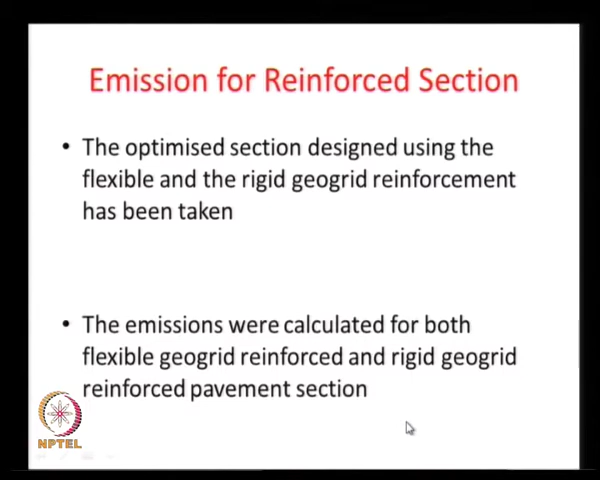 Emission for Reinforced Section
• The optimised section designed using the
flexible and the rigid geogrid reinforcement
has been taken
• The emissions were calculated for both
flexible geogrid reinforced and rigid geogrid
reinforced pavement section
NPTEL